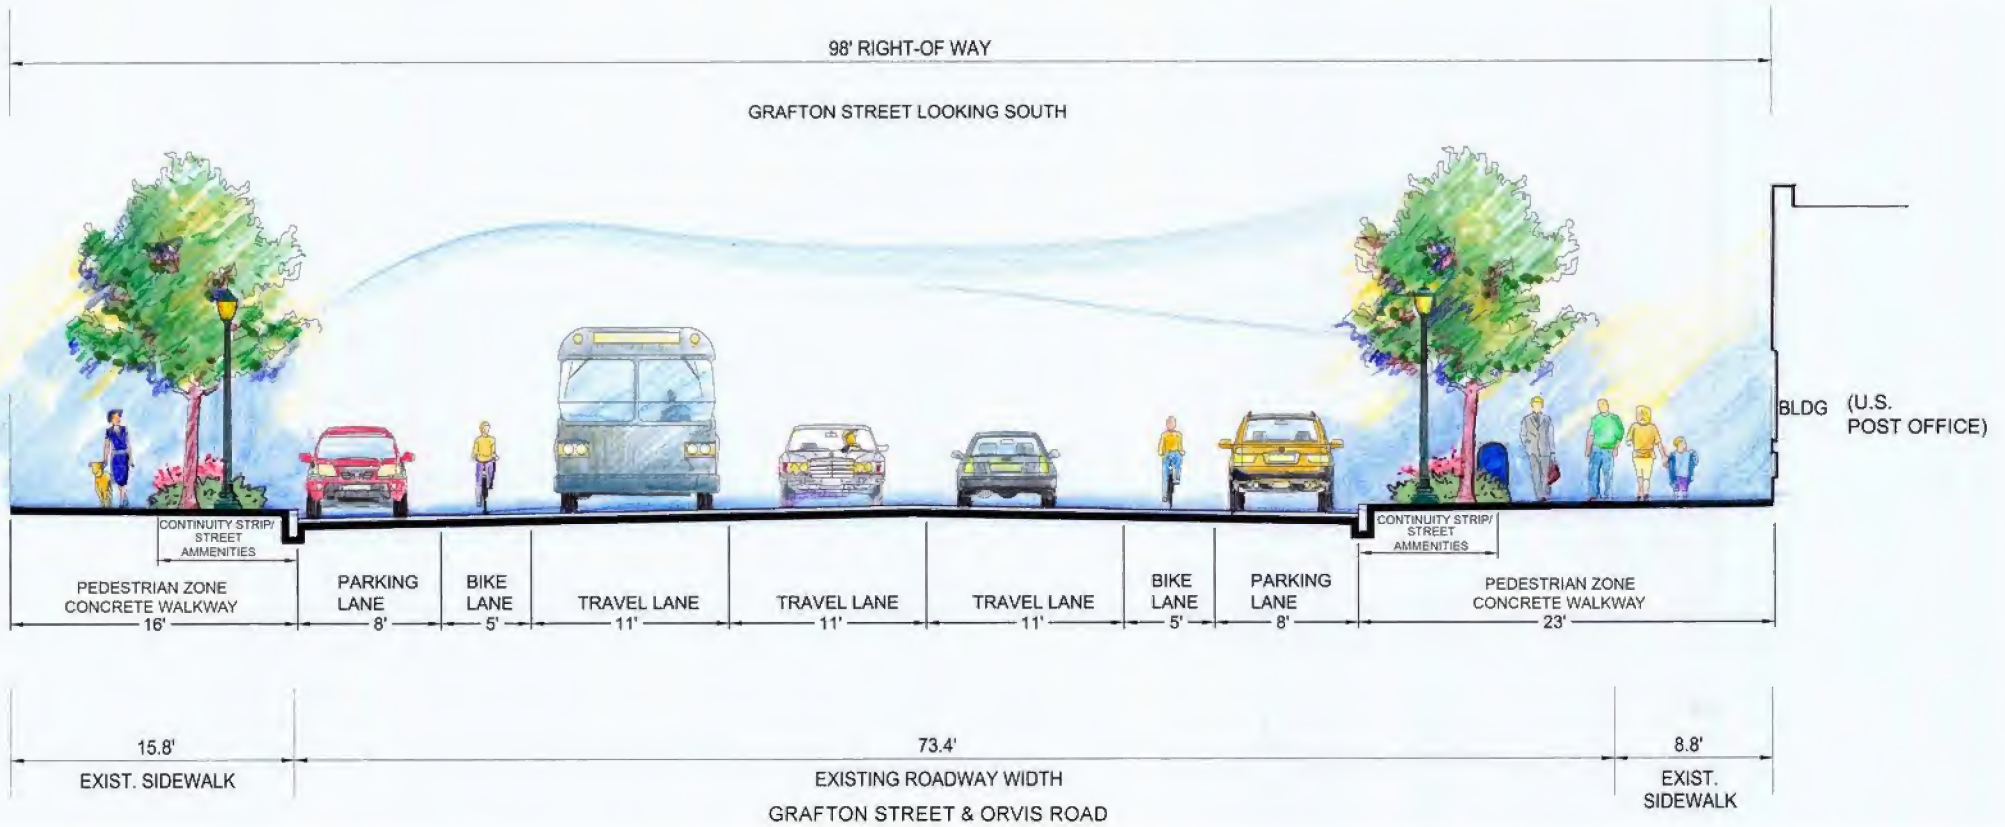 98' RIGHT-OF WAY
GRAFTON STREET LOOKING SOUTH
BLDG
(U.S.
POST OFFICE)
CONTINUITY STRIP/
STREET
AMMENITIES
CONTINUITY STRIP/
STREET
AMMENITIES
PEDESTRIAN ZONE
CONCRETE WALKWAY
16'
PARKING
LANE
8'
BIKE
LANE
5'
TRAVEL LANE
11'
TRAVEL LANE
11'
TRAVEL LANE
11'
BIKE
LANE
5'
PARKING
LANE
8'
PEDESTRIAN ZONE
CONCRETE WALKWAY
23'
15.8'
EXIST. SIDEWALK
73.4'
EXISTING ROADWAY WIDTH
8.8'
EXIST.
SIDEWALK
GRAFTON STREET & ORVIS ROAD